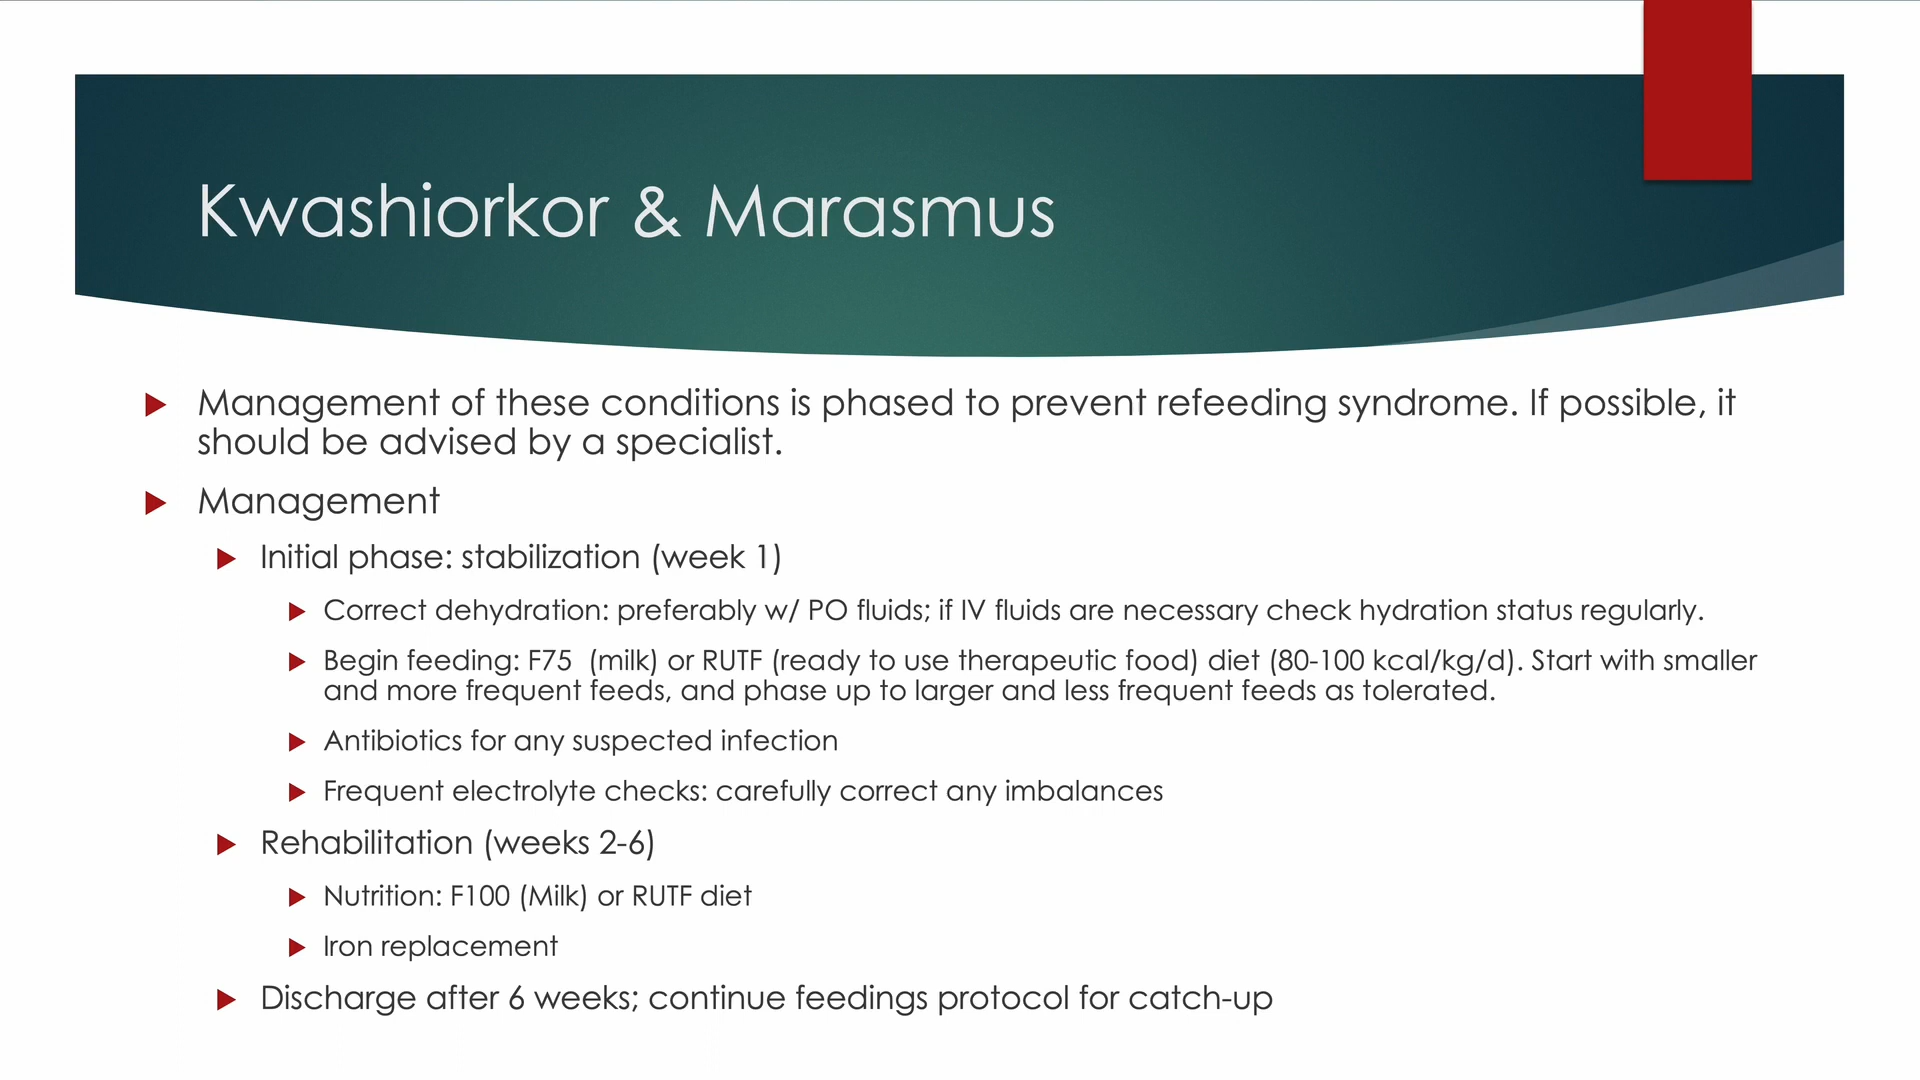 Kwashiorkor & Marasmus
Management of these conditions is phased to prevent refeeding syndrome. If possible, it
should be advised by a specialist.
Management
Initial phase: stabilization (week 1)
Correct dehydration: preferably w/ PO fluids; if IV fluids are necessary check hydration status regularly.
Begin feeding: F75  (milk) or RUTF (ready to use therapeutic food) diet (80-100 kcal/kg/d). Start with smaller
and more frequent feeds, and phase up to larger and less frequent feeds as tolerated.
Antibiotics for any suspected infection
Frequent electrolyte checks: carefully correct any imbalances
Rehabilitation (weeks 2-6)
Nutrition: F100 (Milk) or RUTF diet
Iron replacement
Discharge after 6 weeks; continue feedings protocol for catch-up